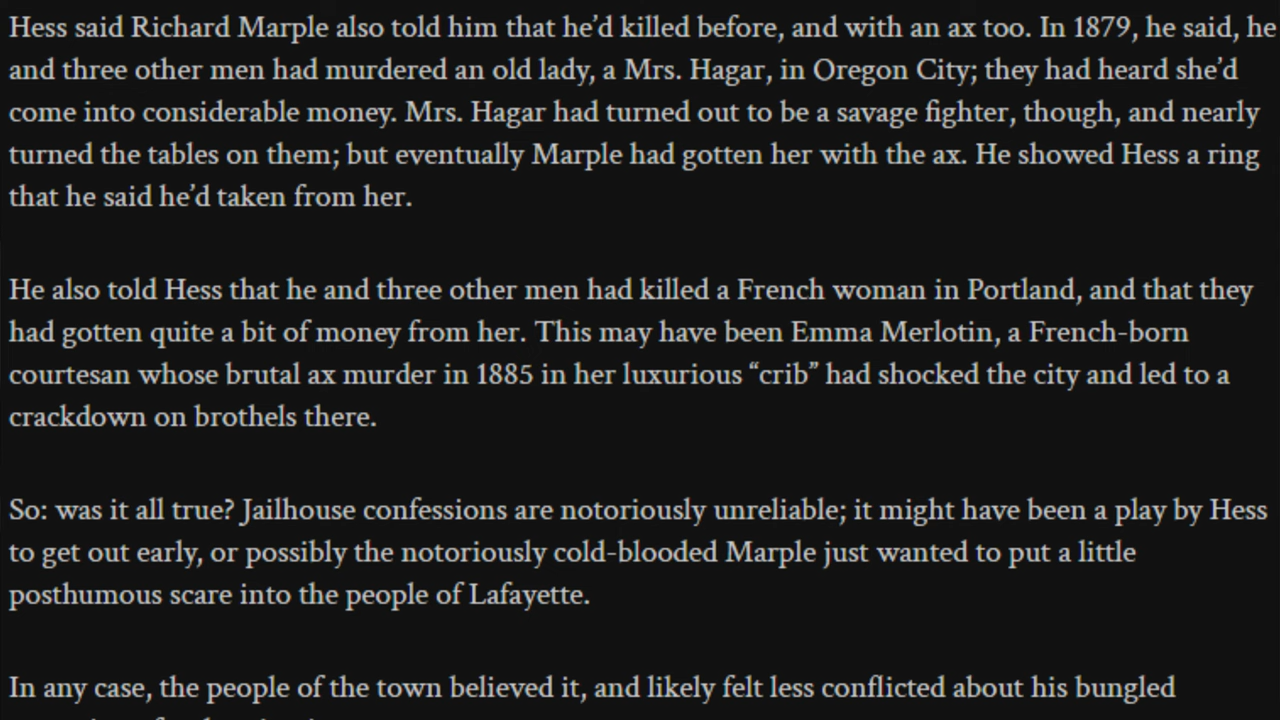 Hess said Richard Marple also told him that he’d killed before, and with an ax too. In 1879, he said, he
and three other men had murdered an old lady, a Mrs. Hagar, in Oregon City; they had heard she’d
come into considerable money. Mrs. Hagar had turned out to be a savage fighter, though, and nearly
turned the tables on them; but eventually Marple had gotten her with the ax. He showed Hess a ring
that he said he’d taken from her.
He also told Hess that he and three other men had killed a French woman in Portland, and that they
had gotten quite a bit of money from her. This may have been Emma Merlotin, a French-born
courtesan whose brutal ax murder in 1885 in her luxurious “crib” had shocked the city and led to a
crackdown on brothels there.
So: was it all true? Jailhouse confessions are notoriously unreliable; it might have been a play by Hess
to get out early, or possibly the notoriously cold-blooded Marple just wanted to put a little
posthumous scare into the people of Lafayette.
In any case, the people of the town believed it, and likely felt less conflicted about his bungled